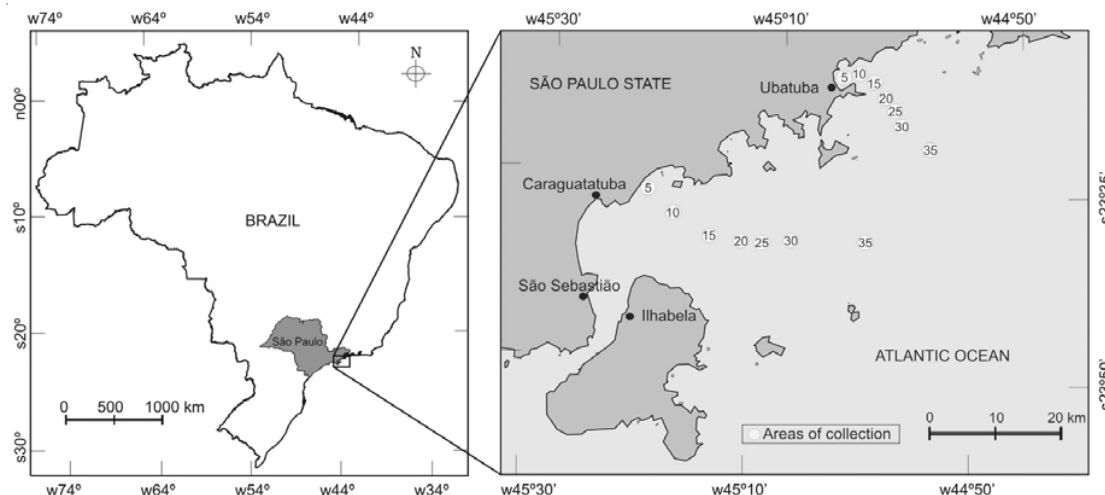 w74º w64º w54º w44º
N
n00º
s10º
s20º
s30º
BRAZIL
São Paulo
0 500 1000 km
w74º w64º w54º w44º w34º
w45º30' w45º10' w44º50'
SÃO PAULO STATE
Ubatuba
5 10
15
20
25
30
35
Caraguatatuba
5
10
15 20 25 30 35
São Sebastião
Ilhabela
ATLANTIC OCEAN
0 10 20 km
Areas of collection
s23º35'
s23º50'
w45º30' w45º10' w44º50'